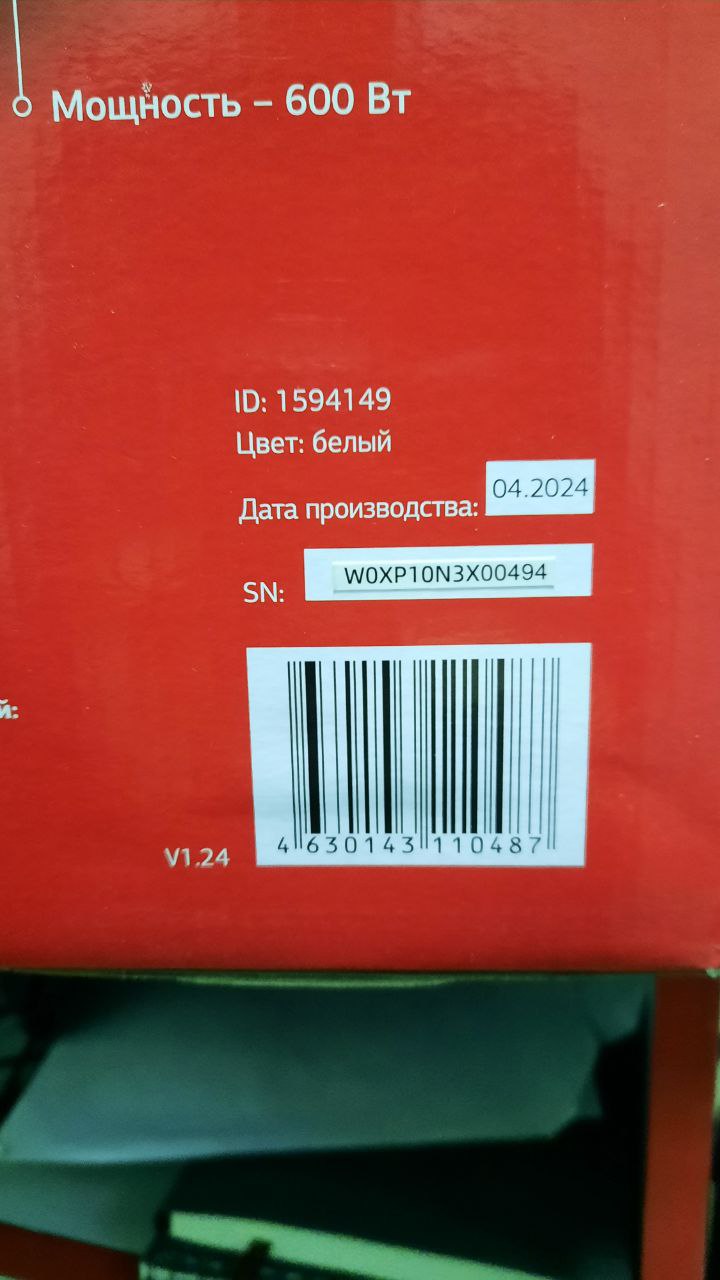 Мощность – 600 Вт
ID: 1594149
Цвет: белый
Дата производства: 04.2024
SN: W0XP10N3X00494
й:
4 630143 110487
V1.24